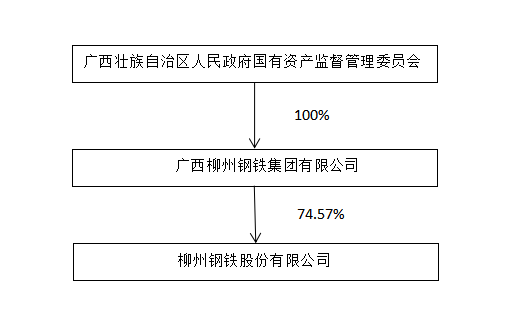 广西壮族自治区人民政府国有资产监督管理委员会
100%
广西柳州钢铁集团有限公司
74.57%
柳州钢铁股份有限公司